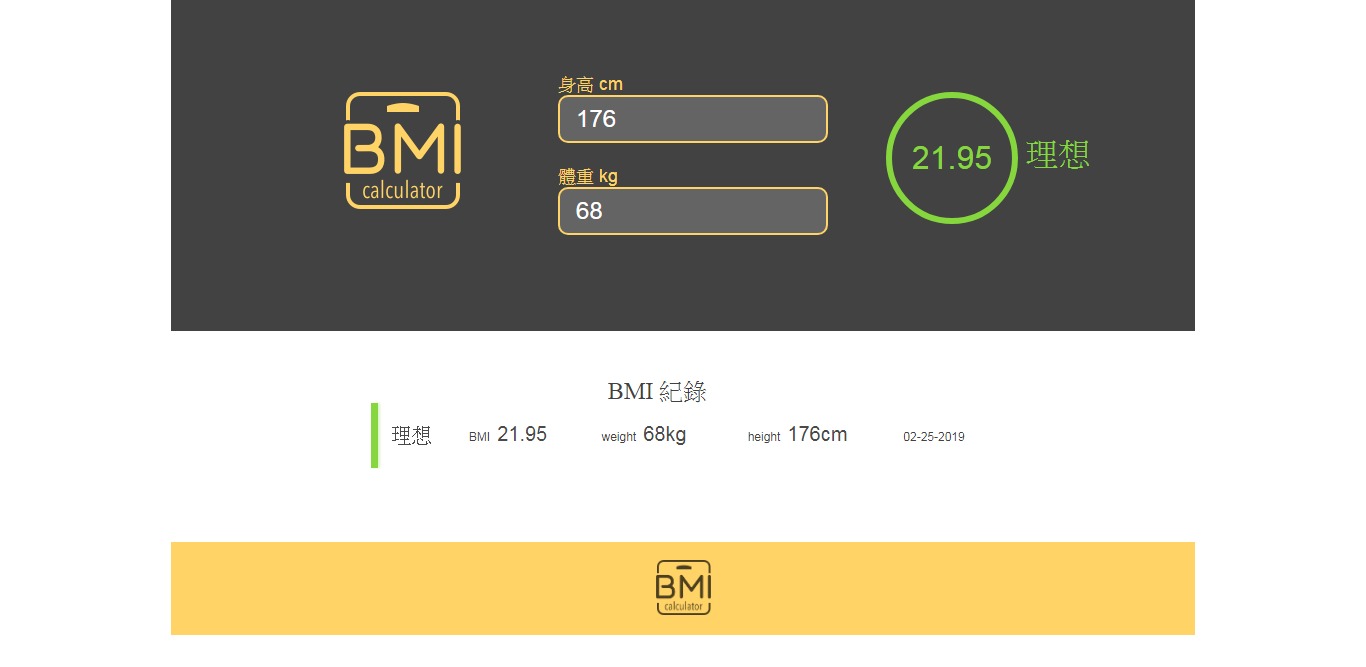 BMI
calculator
身高 cm
176
體重 kg
68
21.95 理想
BMI 紀錄
理想 BMI 21.95 weight 68kg height 176cm 02-25-2019
BMI
calculator